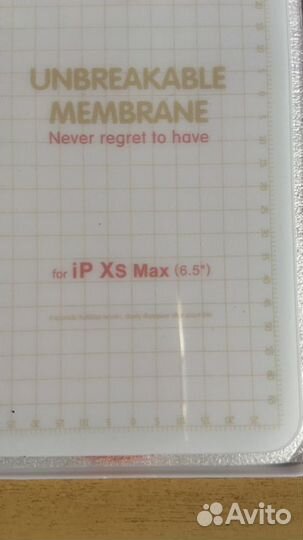 UNBREAKABLE
MEMBRANE
Never regret to have
for iP Xs Max (6.5")
Avito